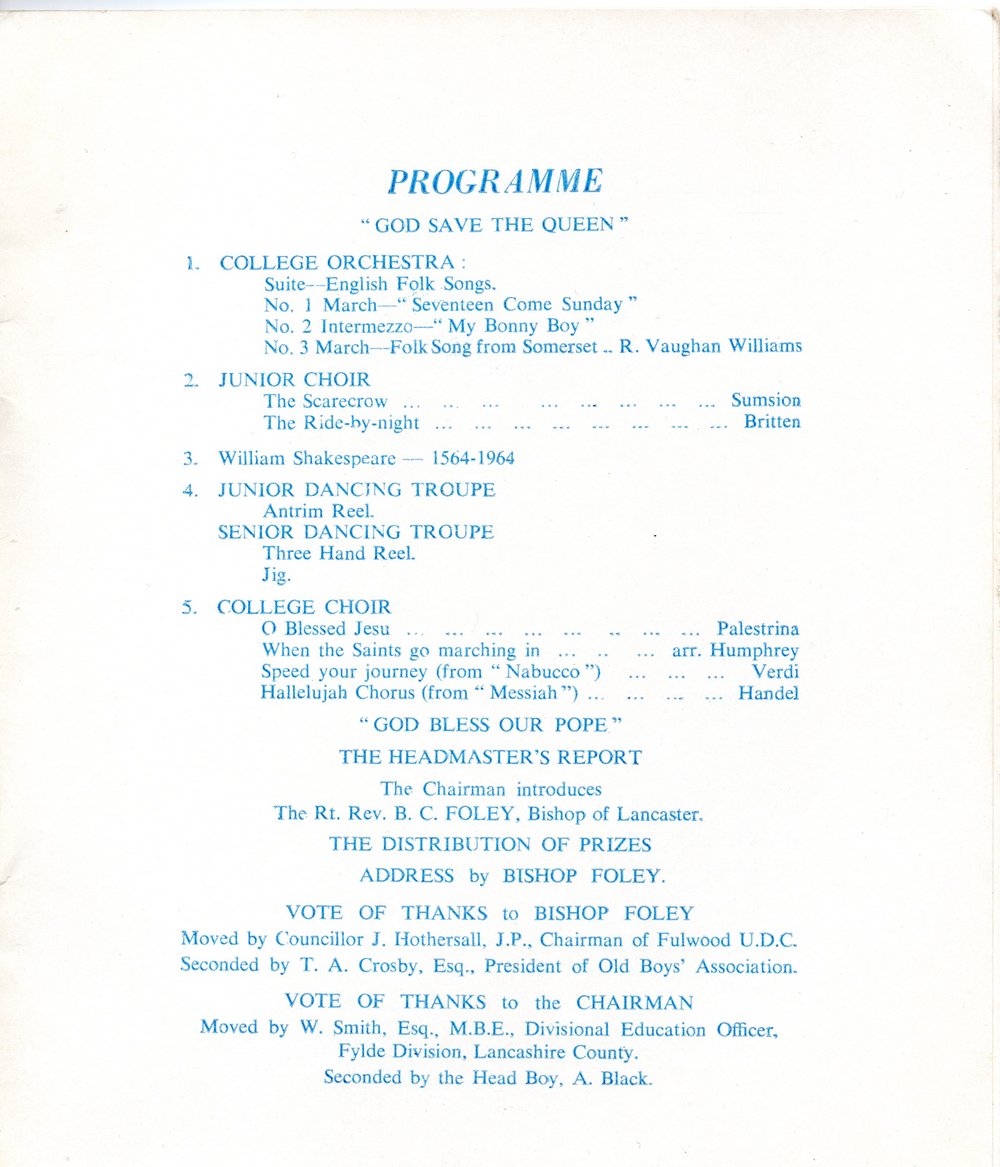 PROGRAMME
“ GOD SAVE THE QUEEN ”
1. COLLEGE ORCHESTRA :
Suite—English Folk Songs.
No. 1 March—“ Seventeen Come Sunday ”
No. 2 Intermezzo—“ My Bonny Boy ”
No. 3 March—Folk Song from Somerset .. R. Vaughan Williams
2. JUNIOR CHOIR
The Scarecrow ... ... ... ... ... ... ... ... Sumsion
The Ride-by-night ... ... ... ... ... ... ... ... Britten
3. William Shakespeare — 1564-1964
4. JUNIOR DANCING TROUPE
Antrim Reel.
SENIOR DANCING TROUPE
Three Hand Reel.
Jig.
5. COLLEGE CHOIR
O Blessed Jesu ... ... ... ... ... .. ... ... Palestrina
When the Saints go marching in ... .. ... arr. Humphrey
Speed your journey (from “ Nabucco ”) ... ... ... Verdi
Hallelujah Chorus (from “ Messiah ”) ... ... ... ... Handel
“ GOD BLESS OUR POPE ”
THE HEADMASTER’S REPORT
The Chairman introduces
The Rt. Rev. B. C. FOLEY, Bishop of Lancaster.
THE DISTRIBUTION OF PRIZES
ADDRESS by BISHOP FOLEY.
VOTE OF THANKS to BISHOP FOLEY
Moved by Councillor J. Hothersall, J.P., Chairman of Fulwood U.D.C.
Seconded by T. A. Crosby, Esq., President of Old Boys’ Association.
VOTE OF THANKS to the CHAIRMAN
Moved by W. Smith, Esq., M.B.E., Divisional Education Officer,
Fylde Division, Lancashire County.
Seconded by the Head Boy, A. Black.